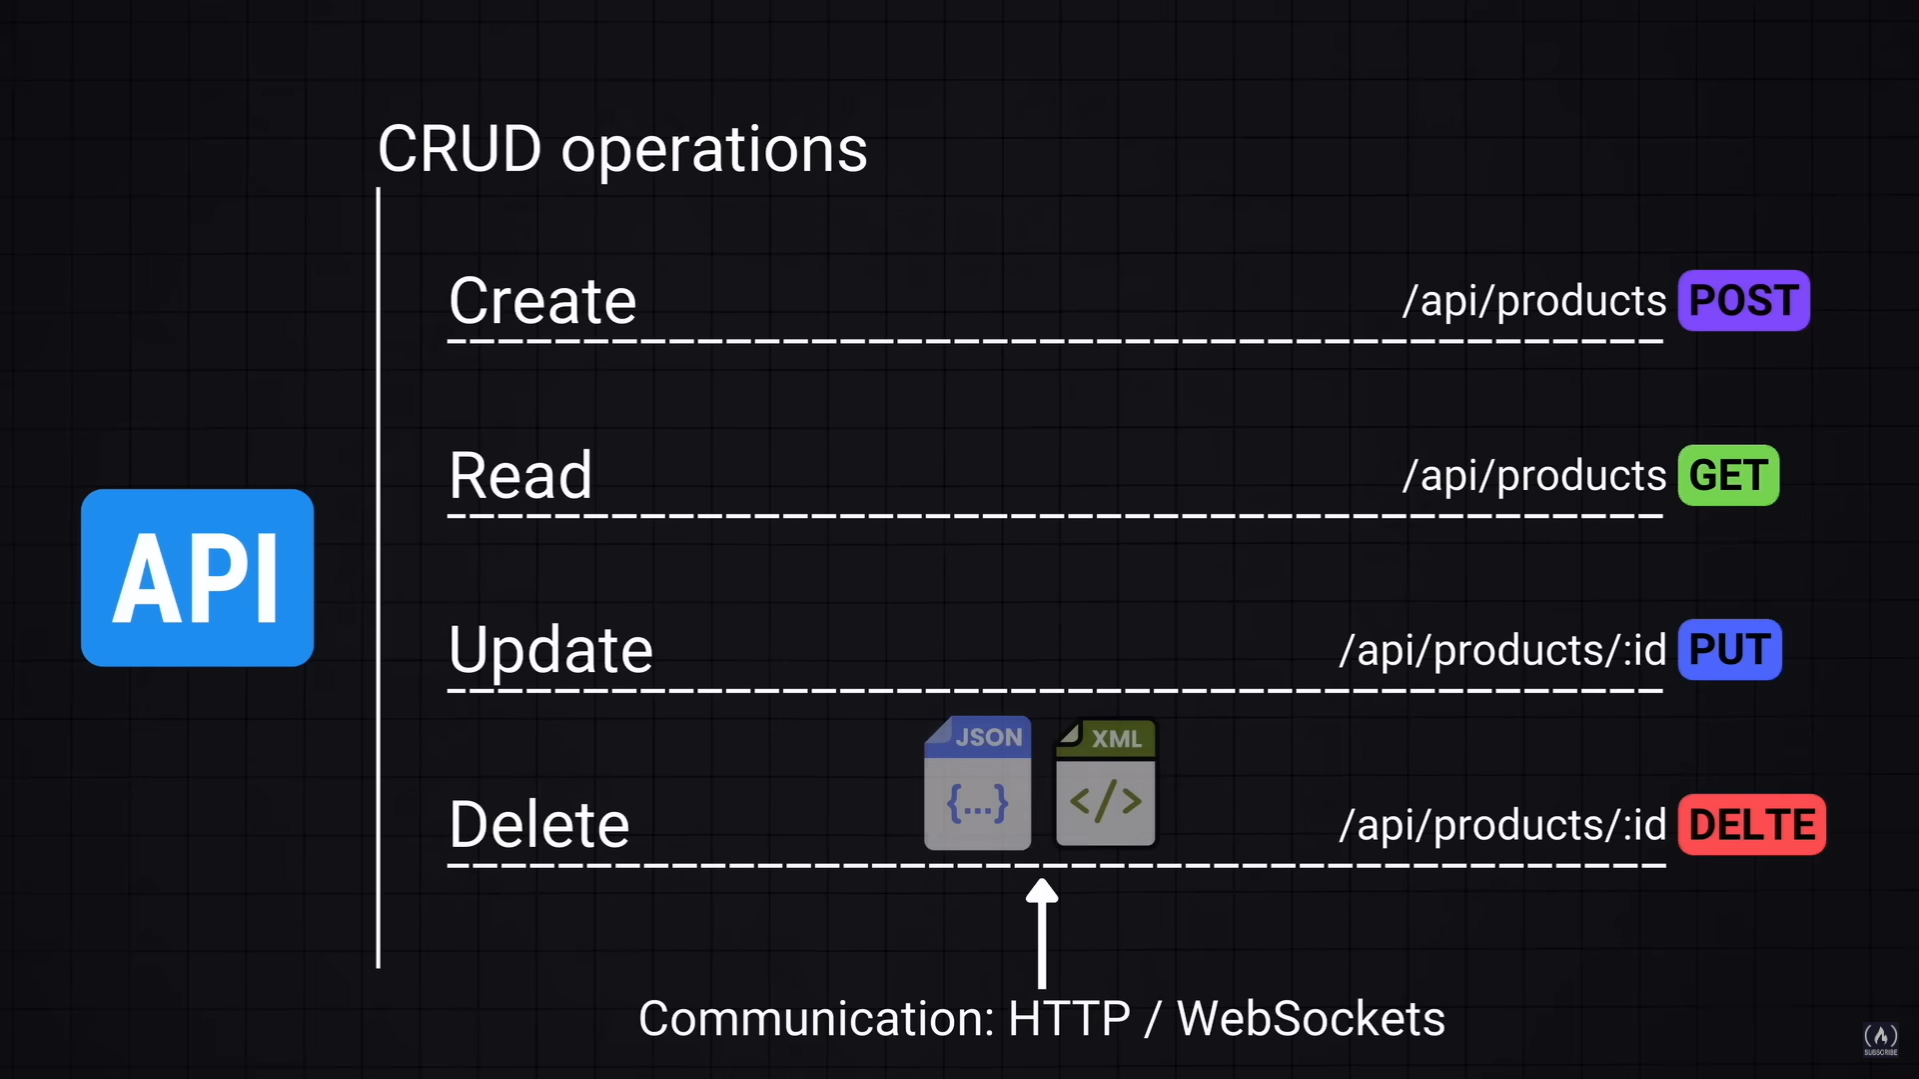 CRUD operations
Create
/api/products POST
Read
/api/products GET
API
Update
/api/products/:id PUT
JSON
{...}
XML
</>
Delete
/api/products/:id DELTE
Communication: HTTP / WebSockets
SUBSCRIBE